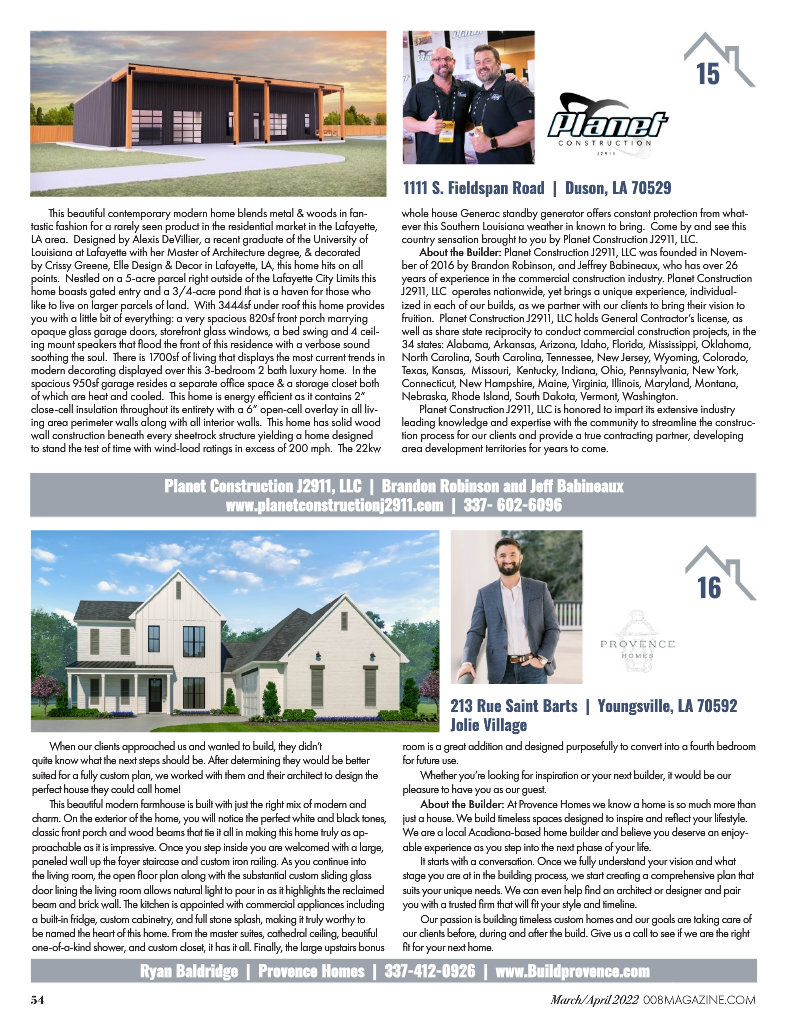 15
Planet
CONSTRUCTION
J2911
1111 S. Fieldspan Road | Duson, LA 70529
This beautiful contemporary modern home blends metal & woods in fan-
tastic fashion for a rarely seen product in the residential market in the Lafayette,
LA area. Designed by Alexis DeVillier, a recent graduate of the University of
Louisiana at Lafayette with her Master of Architecture degree, & decorated
by Crissy Greene, Elle Design & Decor in Lafayette, LA, this home hits on all
points. Nestled on a 5-acre parcel right outside of the Lafayette City Limits this
home boasts gated entry and a 3/4-acre pond that is a haven for those who
like to live on larger parcels of land. With 3444sf under roof this home provides
you with a little bit of everything: a very spacious 820sf front porch marrying
opaque glass garage doors, storefront glass windows, a bed swing and 4 ceil-
ing mount speakers that flood the front of this residence with a verbose sound
soothing the soul. There is 1700sf of living that displays the most current trends in
modern decorating displayed over this 3-bedroom 2 bath luxury home. In the
spacious 950sf garage resides a separate office space & a storage closet both
of which are heat and cooled. This home is energy efficient as it contains 2”
close-cell insulation throughout its entirety with a 6” open-cell overlay in all liv-
ing area perimeter walls along with all interior walls. This home has solid wood
wall construction beneath every sheetrock structure yielding a home designed
to stand the test of time with wind-load ratings in excess of 200 mph. The 22kw
whole house Generac standby generator offers constant protection from what-
ever this Southern Louisiana weather in known to bring. Come by and see this
country sensation brought to you by Planet Construction J2911, LLC.
About the Builder: Planet Construction J2911, LLC was founded in Novem-
ber of 2016 by Brandon Robinson, and Jeffrey Babineaux, who has over 26
years of experience in the commercial construction industry. Planet Construction
J2911, LLC operates nationwide, yet brings a unique experience, individual-
ized in each of our builds, as we partner with our clients to bring their vision to
fruition. Planet Construction J2911, LLC holds General Contractor’s license, as
well as share state reciprocity to conduct commercial construction projects, in the
34 states: Alabama, Arkansas, Arizona, Idaho, Florida, Mississippi, Oklahoma,
North Carolina, South Carolina, Tennessee, New Jersey, Wyoming, Colorado,
Texas, Kansas, Missouri, Kentucky, Indiana, Ohio, Pennsylvania, New York,
Connecticut, New Hampshire, Maine, Virginia, Illinois, Maryland, Montana,
Nebraska, Rhode Island, South Dakota, Vermont, Washington.
Planet Construction J2911, LLC is honored to impart its extensive industry
leading knowledge and expertise with the community to streamline the construc-
tion process for our clients and provide a true contracting partner, developing
area development territories for years to come.
Planet Construction J2911, LLC | Brandon Robinson and Jeff Babineaux
www.planetconstructionj2911.com | 337- 602-6096
16
PROVENCE
HOMES
213 Rue Saint Barts | Youngsville, LA 70592
Jolie Village
When our clients approached us and wanted to build, they didn’t
quite know what the next steps should be. After determining they would be better
suited for a fully custom plan, we worked with them and their architect to design the
perfect house they could call home!
This beautiful modern farmhouse is built with just the right mix of modern and
charm. On the exterior of the home, you will notice the perfect white and black tones,
classic front porch and wood beams that tie it all in making this home truly as ap-
proachable as it is impressive. Once you step inside you are welcomed with a large,
paneled wall up the foyer staircase and custom iron railing. As you continue into
the living room, the open floor plan along with the substantial custom sliding glass
door lining the living room allows natural light to pour in as it highlights the reclaimed
beam and brick wall. The kitchen is appointed with commercial appliances including
a built-in fridge, custom cabinetry, and full stone splash, making it truly worthy to
be named the heart of this home. From the master suites, cathedral ceiling, beautiful
one-of-a-kind shower, and custom closet, it has it all. Finally, the large upstairs bonus
room is a great addition and designed purposefully to convert into a fourth bedroom
for future use.
Whether you’re looking for inspiration or your next builder, it would be our
pleasure to have you as our guest.
About the Builder: At Provence Homes we know a home is so much more than
just a house. We build timeless spaces designed to inspire and reflect your lifestyle.
We are a local Acadiana-based home builder and believe you deserve an enjoy-
able experience as you step into the next phase of your life.
It starts with a conversation. Once we fully understand your vision and what
stage you are at in the building process, we start creating a comprehensive plan that
suits your unique needs. We can even help find an architect or designer and pair
you with a trusted firm that will fit your style and timeline.
Our passion is building timeless custom homes and our goals are taking care of
our clients before, during and after the build. Give us a call to see if we are the right
fit for your next home.
Ryan Baldridge | Provence Homes | 337-412-0926 | www.Buildprovence.com
54
March/April 2022 008MAGAZINE.COM